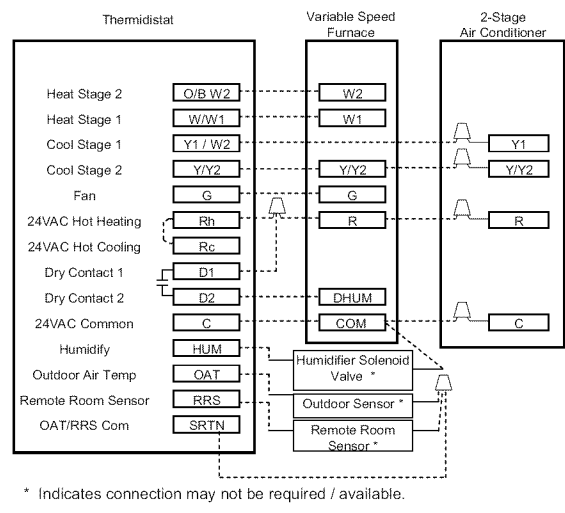 Thermidistat
Variable Speed
Furnace
2-Stage
Air Conditioner
Heat Stage 2 O/B W2 W2
Heat Stage 1 W/W1 W1
Cool Stage 1 Y1 / W2 Y1
Cool Stage 2 Y/Y2 Y/Y2 Y/Y2
Fan G G
24VAC Hot Heating Rh R R
24VAC Hot Cooling Rc
Dry Contact 1 D1
Dry Contact 2 D2 DHUM
24VAC Common C COM C
Humidify HUM
Humidifier Solenoid
Valve *
Outdoor Air Temp OAT
Outdoor Sensor *
Remote Room Sensor RRS
Remote Room
Sensor *
OAT/RRS Com SRTN
* Indicates connection may not be required / available.